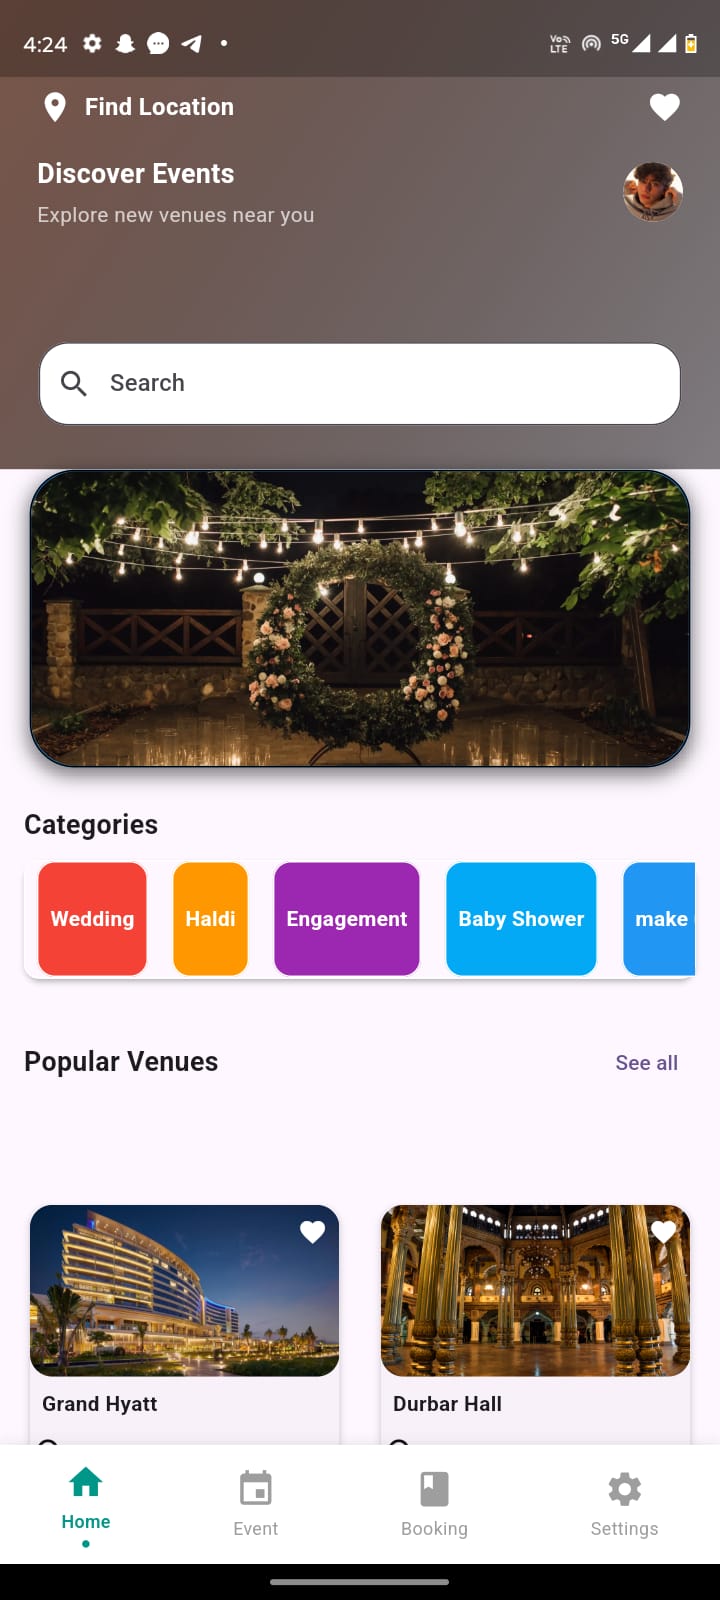 4:24
Vo LTE
5G
Find Location
Discover Events
Explore new venues near you
Search
Categories
Wedding Haldi Engagement Baby Shower make
Popular Venues See all
Grand Hyatt Durbar Hall
Home Event Booking Settings